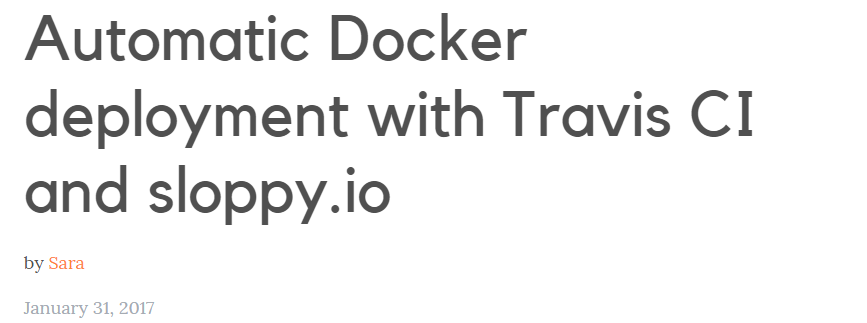 Automatic Docker
deployment with Travis CI
and sloppy.io
by Sara
January 31, 2017